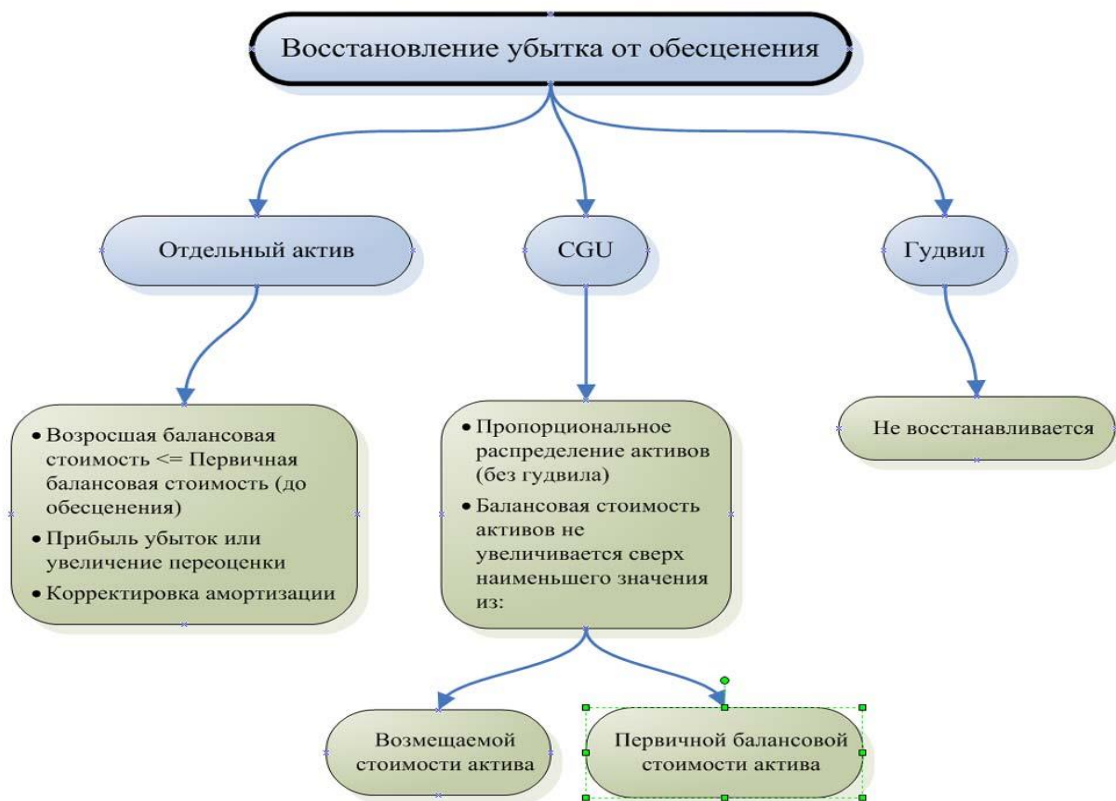 Восстановление убытка от обесценения
Отдельный актив
CGU
Гудвил
• Возросшая балансовая
стоимость <= Первичная
балансовая стоимость (до
обесценения)
• Прибыль убыток или
увеличение переоценки
• Корректировка амортизации
• Пропорциональное
распределение активов
(без гудвила)
• Балансовая стоимость
активов не
увеличивается сверх
наименьшего значения
из:
Не восстанавливается
Возмещаемой
стоимости актива
Первичной балансовой
стоимости актива